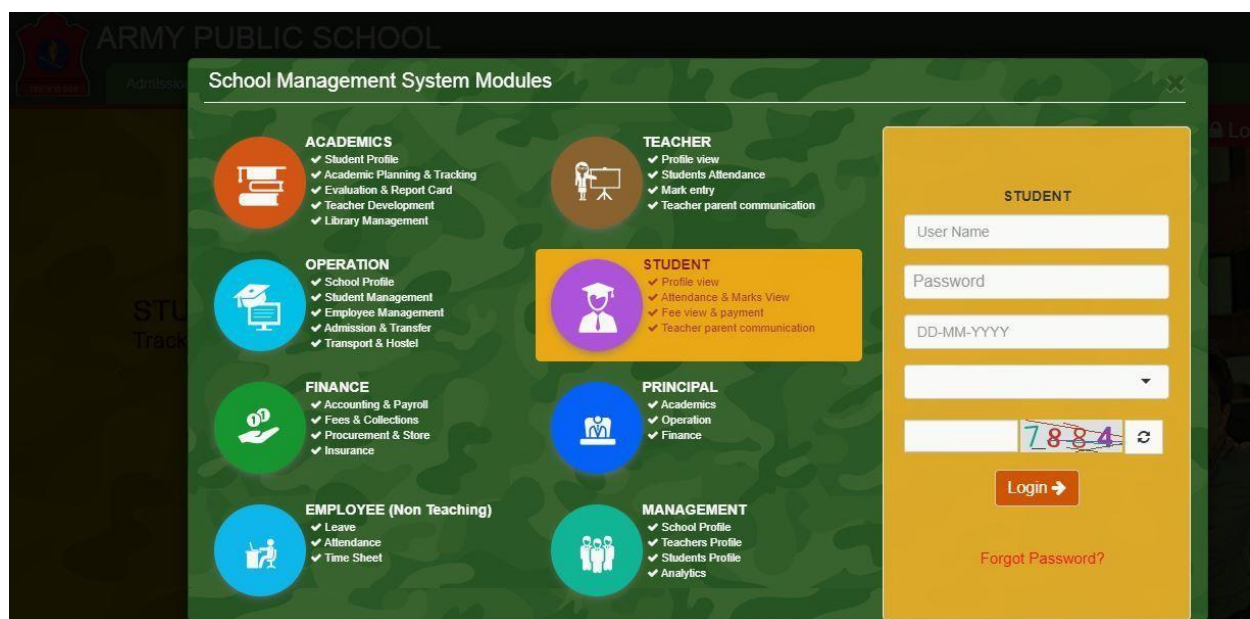 ARMY PUBLIC SCHOOL
Admission
School Management System Modules
ACADEMICS
Student Profile
Academic Planning & Tracking
Evaluation & Report Card
Teacher Development
Library Management
TEACHER
Profile view
Students Attendance
Mark entry
Teacher parent communication
OPERATION
School Profile
Student Management
Employee Management
Admission & Transfer
Transport & Hostel
STUDENT
Profile view
Attendance & Marks View
Fee view & payment
Teacher parent communication
FINANCE
Accounting & Payroll
Fees & Collections
Procurement & Store
Insurance
PRINCIPAL
Academics
Operation
Finance
EMPLOYEE (Non Teaching)
Leave
Attendance
Time Sheet
MANAGEMENT
School Profile
Teachers Profile
Students Profile
Analytics
STUDENT
User Name
Password
DD-MM-YYYY
7884
Login
Forgot Password?
STU
Track
Lo